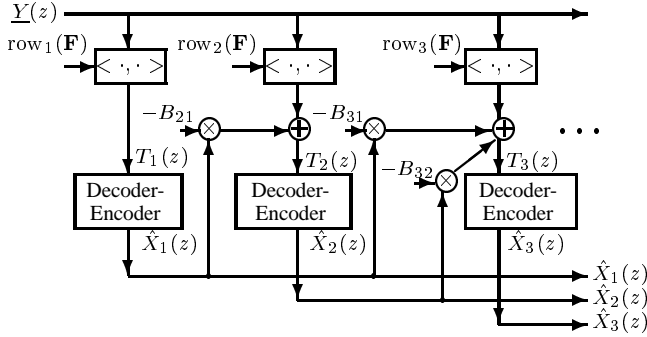 Y(z)
row₁(F) row₂(F) row₃(F)
< ·, · > < ·, · > < ·, · >
−B₂₁ × + −B₃₁ × + · · ·
T₁(z) T₂(z) −B₃₂ × T₃(z)
Decoder- Decoder- Decoder-
Encoder Encoder Encoder
X̂₁(z) X̂₂(z) X̂₃(z)
X̂₁(z)
X̂₂(z)
X̂₃(z)